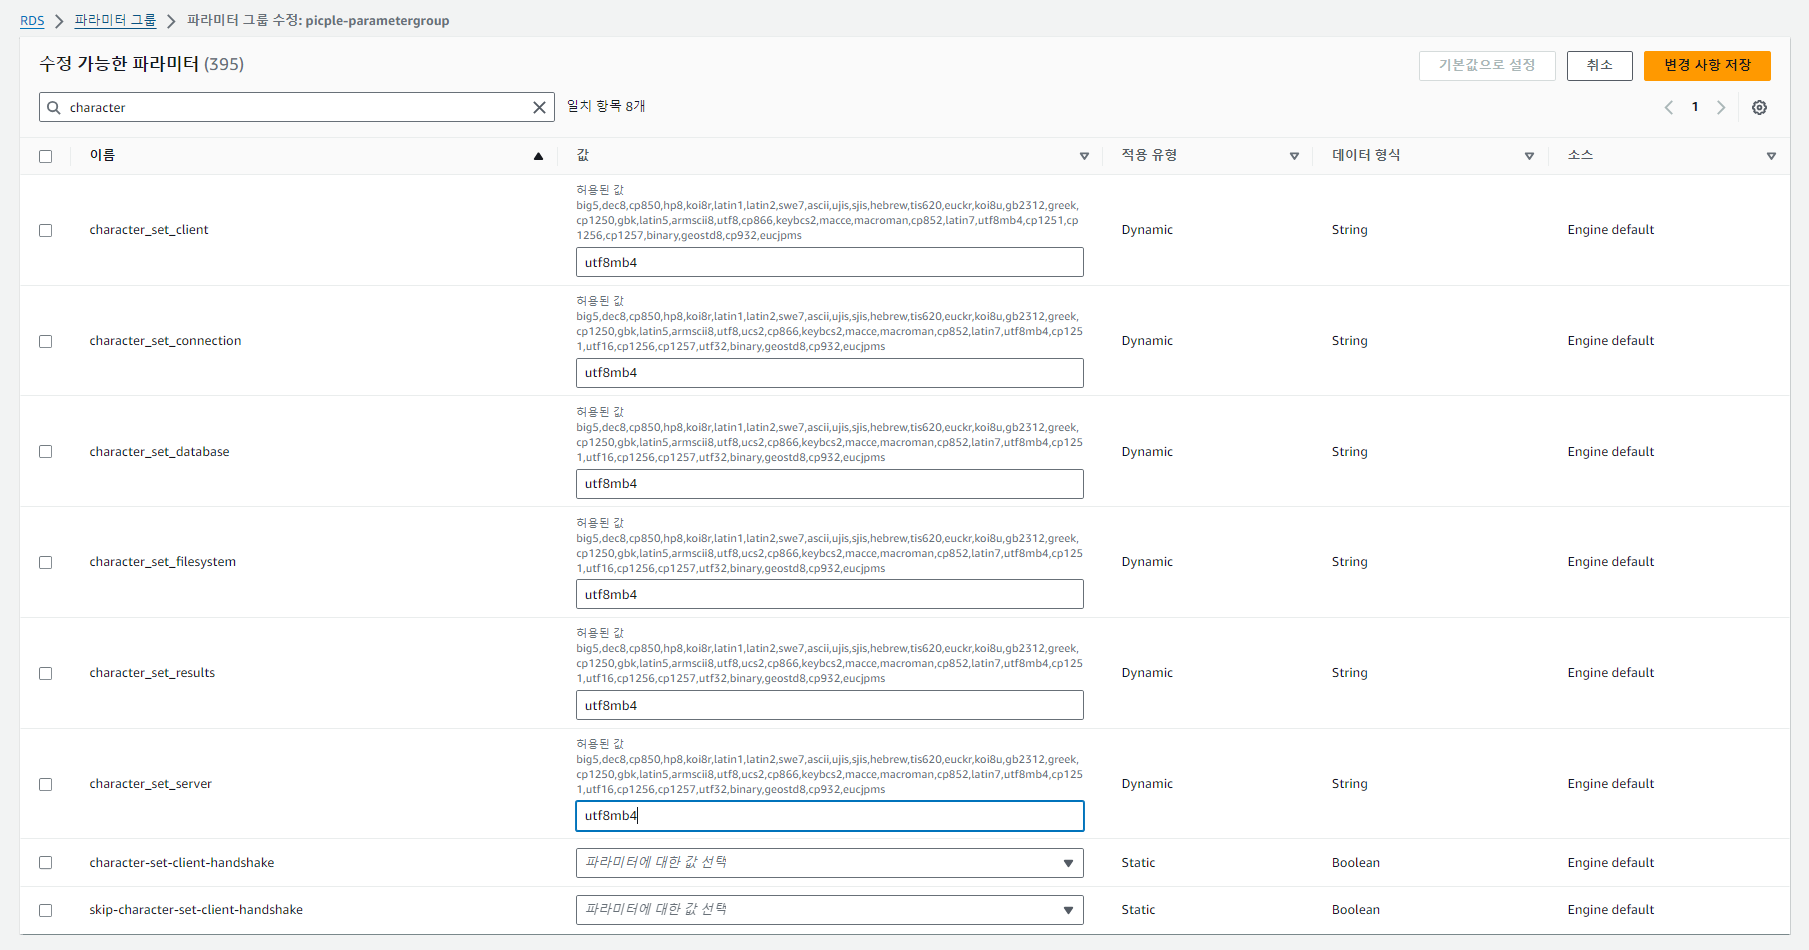 RDS > 파라미터 그룹 > 파라미터 그룹 수정: picple-parametergroup
수정 가능한 파라미터 (395)
기본값으로 설정
취소
변경 사항 저장
character
일치 항목 8개
1
이름 값 적용 유형 데이터 형식 소스
허용된 값
big5,dec8,cp850,hp8,koi8r,latin1,latin2,swe7,ascii,ujis,sjis,hebrew,tis620,euckr,koi8u,gb2312,greek,
cp1250,gbk,latin5,armscii8,utf8,cp866,keybcs2,macce,macroman,cp852,latin7,utf8mb4,cp1251,cp
1256,cp1257,binary,geostd8,cp932,eucjpms
character_set_client Dynamic String Engine default
utf8mb4
허용된 값
big5,dec8,cp850,hp8,koi8r,latin1,latin2,swe7,ascii,ujis,sjis,hebrew,tis620,euckr,koi8u,gb2312,greek,
cp1250,gbk,latin5,armscii8,utf8,ucs2,cp866,keybcs2,macce,macroman,cp852,latin7,utf8mb4,cp125
1,utf16,cp1256,cp1257,utf32,binary,geostd8,cp932,eucjpms
character_set_connection Dynamic String Engine default
utf8mb4
허용된 값
big5,dec8,cp850,hp8,koi8r,latin1,latin2,swe7,ascii,ujis,sjis,hebrew,tis620,euckr,koi8u,gb2312,greek,
cp1250,gbk,latin5,armscii8,utf8,ucs2,cp866,keybcs2,macce,macroman,cp852,latin7,utf8mb4,cp125
1,utf16,cp1256,cp1257,utf32,binary,geostd8,cp932,eucjpms
character_set_database Dynamic String Engine default
utf8mb4
허용된 값
big5,dec8,cp850,hp8,koi8r,latin1,latin2,swe7,ascii,ujis,sjis,hebrew,tis620,euckr,koi8u,gb2312,greek,
cp1250,gbk,latin5,armscii8,utf8,ucs2,cp866,keybcs2,macce,macroman,cp852,latin7,utf8mb4,cp125
1,utf16,cp1256,cp1257,utf32,binary,geostd8,cp932,eucjpms
character_set_filesystem Dynamic String Engine default
utf8mb4
허용된 값
big5,dec8,cp850,hp8,koi8r,latin1,latin2,swe7,ascii,ujis,sjis,hebrew,tis620,euckr,koi8u,gb2312,greek,
cp1250,gbk,latin5,armscii8,utf8,ucs2,cp866,keybcs2,macce,macroman,cp852,latin7,utf8mb4,cp125
1,utf16,cp1256,cp1257,utf32,binary,geostd8,cp932,eucjpms
character_set_results Dynamic String Engine default
utf8mb4
허용된 값
big5,dec8,cp850,hp8,koi8r,latin1,latin2,swe7,ascii,ujis,sjis,hebrew,tis620,euckr,koi8u,gb2312,greek,
cp1250,gbk,latin5,armscii8,utf8,ucs2,cp866,keybcs2,macce,macroman,cp852,latin7,utf8mb4,cp125
1,utf16,cp1256,cp1257,utf32,binary,geostd8,cp932,eucjpms
character_set_server Dynamic String Engine default
utf8mb4
character-set-client-handshake 파라미터에 대한 값 선택 Static Boolean Engine default
skip-character-set-client-handshake 파라미터에 대한 값 선택 Static Boolean Engine default